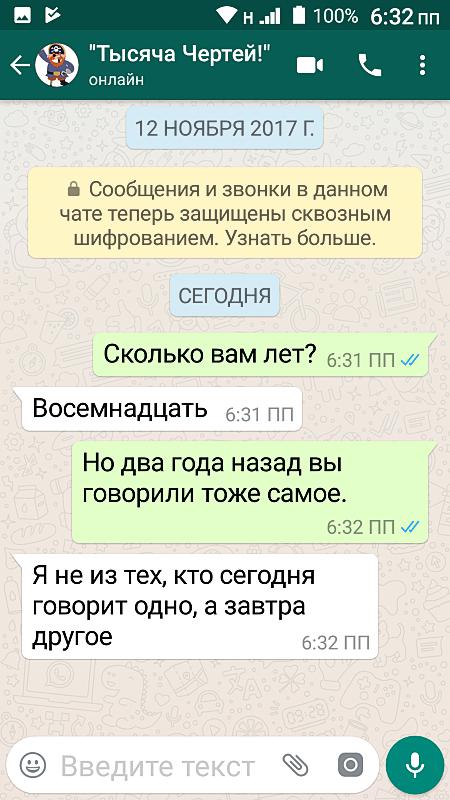 100% 6:32 пп
"Тысяча Чертей!"
онлайн
12 НОЯБРЯ 2017 Г.
Сообщения и звонки в данном
чате теперь защищены сквозным
шифрованием. Узнать больше.
СЕГОДНЯ
Сколько вам лет? 6:31 ПП
Восемнадцать 6:31 ПП
Но два года назад вы
говорили тоже самое.
6:32 ПП
Я не из тех, кто сегодня
говорит одно, а завтра
другое 6:32 ПП
Введите текст